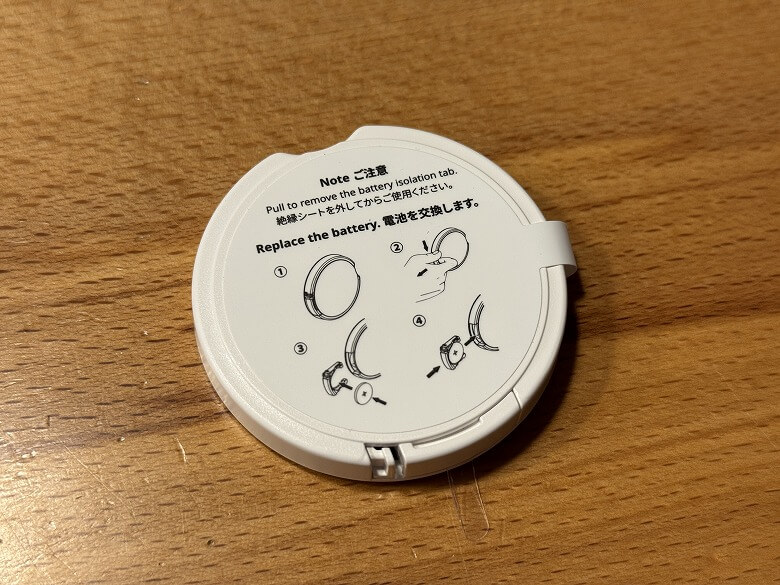 Note ご注意
Pull to remove the battery isolation tab.
絶縁シートを外してからご使用ください。
Replace the battery. 電池を交換します。
①
②
③
④